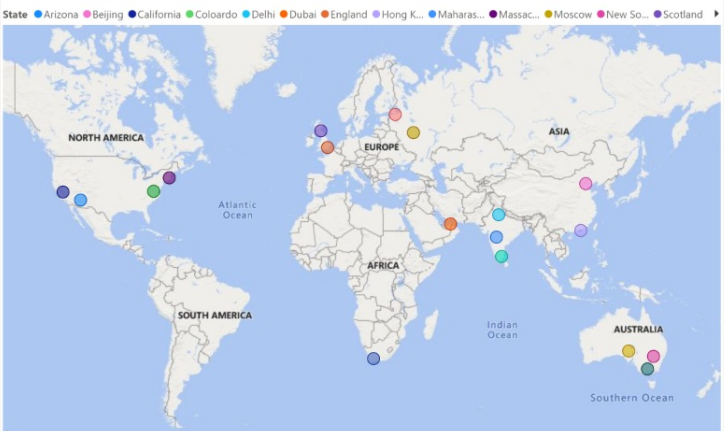 State Arizona Beijing California Coloardo Delhi Dubai England Hong K... Maharas... Massac... Moscow New So... Scotland
NORTH AMERICA
ASIA
EUROPE
Atlantic
Ocean
AFRICA
SOUTH AMERICA
Indian
Ocean
AUSTRALIA
Southern Ocean